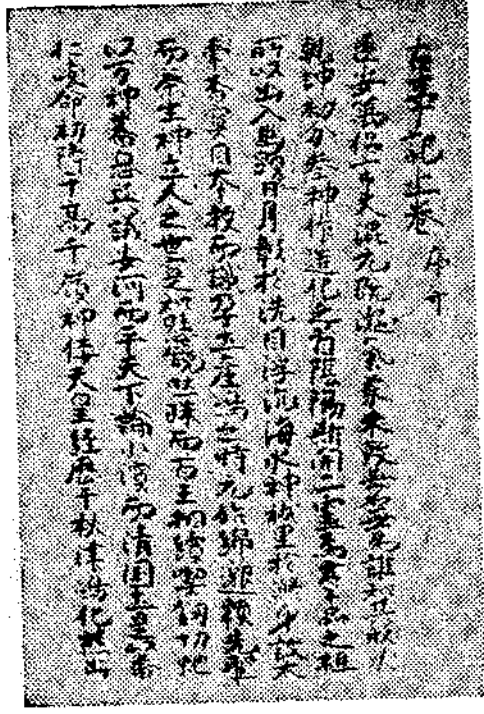 古事記上卷 序并
臣安萬侶言夫混元既凝氣象未效無名無爲誰知其形然
乾坤初分參神作造化之首陰陽斯開二靈爲群品之祖
所以出入幽顯日月彰於洗目浮沉海水神祇呈於滌身故太
素杳冥因本教而識孕土產嶋之時元始綿邈賴先聖
而察生神立人之世寔知懸鏡吐珠而百王相續喫釼切蛇
以万神蕃息歟議安河而平天下論小濱而清國土是以番
仁岐命初降于高千嶺神倭天皇經歷于秋津嶋化熊出